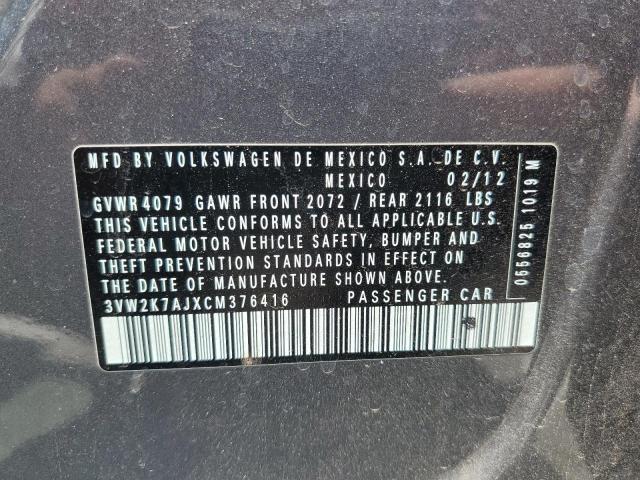 MFD BY VOLKSWAGEN DE MEXICO S.A. DE C.V.
MEXICO 02/12
GVWR 4079 GAWR FRONT 2072 / REAR 2116 LBS
THIS VEHICLE CONFORMS TO ALL APPLICABLE U.S.
FEDERAL MOTOR VEHICLE SAFETY, BUMPER AND
THEFT PREVENTION STANDARDS IN EFFECT ON
THE DATE OF MANUFACTURE SHOWN ABOVE.
3VW2K7AJXCM376416 PASSENGER CAR
0556825 1019 M